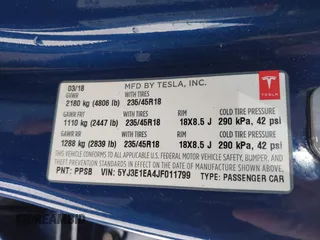 03/18 MFD BY TESLA, INC.
GVWR WITH TIRES
2180 kg (4806 lb) 235/45R18
GAWR FRT WITH TIRES RIM COLD TIRE PRESSURE
1110 kg (2447 lb) 235/45R18 18X8.5 J 290 kPa, 42 psi
GAWR RR WITH TIRES RIM COLD TIRE PRESSURE
1288 kg (2839 lb) 235/45R18 18X8.5 J 290 kPa, 42 psi
THIS VEHICLE CONFORMS TO ALL APPLICABLE U.S. FEDERAL MOTOR VEHICLE SAFETY, BUMPER, AND
THEFT PREVENTION STANDARDS IN EFFECT ON THE DATE OF MANUFACTURE SHOWN ABOVE.
PNT: PPSB VIN: 5YJ3E1EA4JF011799 TYPE: PASSENGER CAR
TESLA